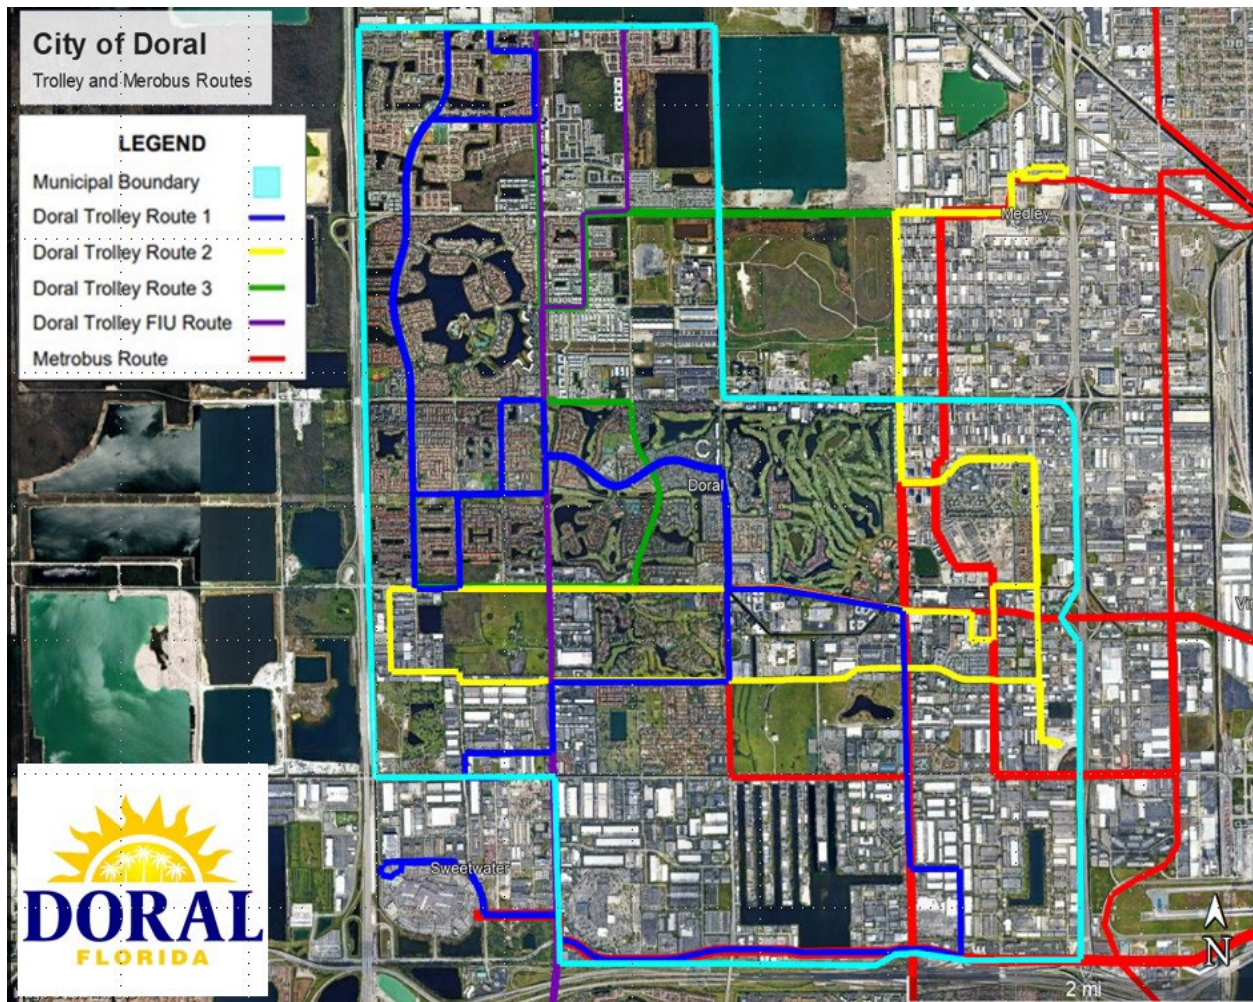 City of Doral
Trolley and Merobus Routes
LEGEND
Municipal Boundary
Doral Trolley Route 1
Doral Trolley Route 2
Doral Trolley Route 3
Doral Trolley FIU Route
Metrobus Route
Medley
C
Doral
Sweetwater
DORAL
FLORIDA
N
2 mi